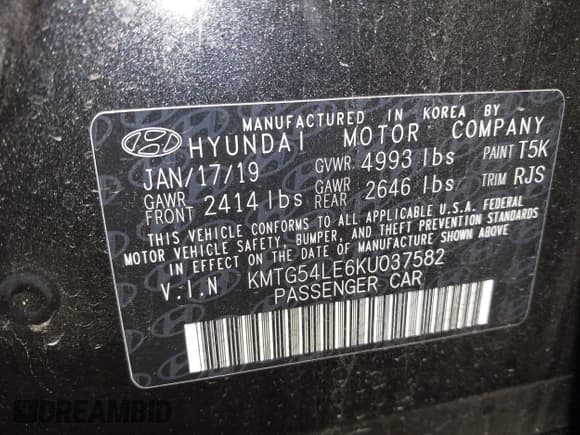 MANUFACTURED IN KOREA BY
HYUNDAI MOTOR COMPANY
JAN/17/19 GVWR 4993 lbs PAINT T5K
GAWR FRONT 2414 lbs GAWR REAR 2646 lbs TRIM RJS
THIS VEHICLE CONFORMS TO ALL APPLICABLE U.S.A. FEDERAL
MOTOR VEHICLE SAFETY, BUMPER, AND THEFT PREVENTION STANDARDS
IN EFFECT ON THE DATE OF MANUFACTURE SHOWN ABOVE.
V.I.N KMTG54LE6KU037582
PASSENGER CAR
DREAMBID